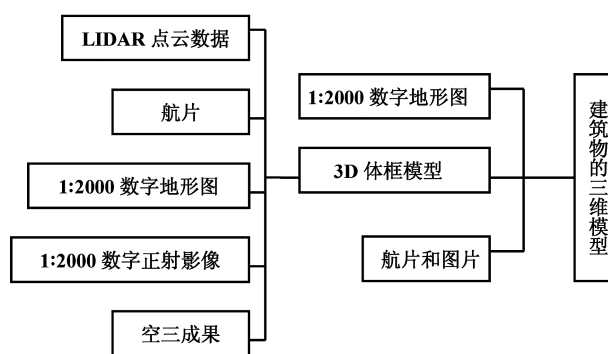 LIDAR 点云数据
航片
1:2000 数字地形图
1:2000 数字正射影像
空三成果
1:2000 数字地形图
3D 体框模型
航片和图片
建筑物的三维模型